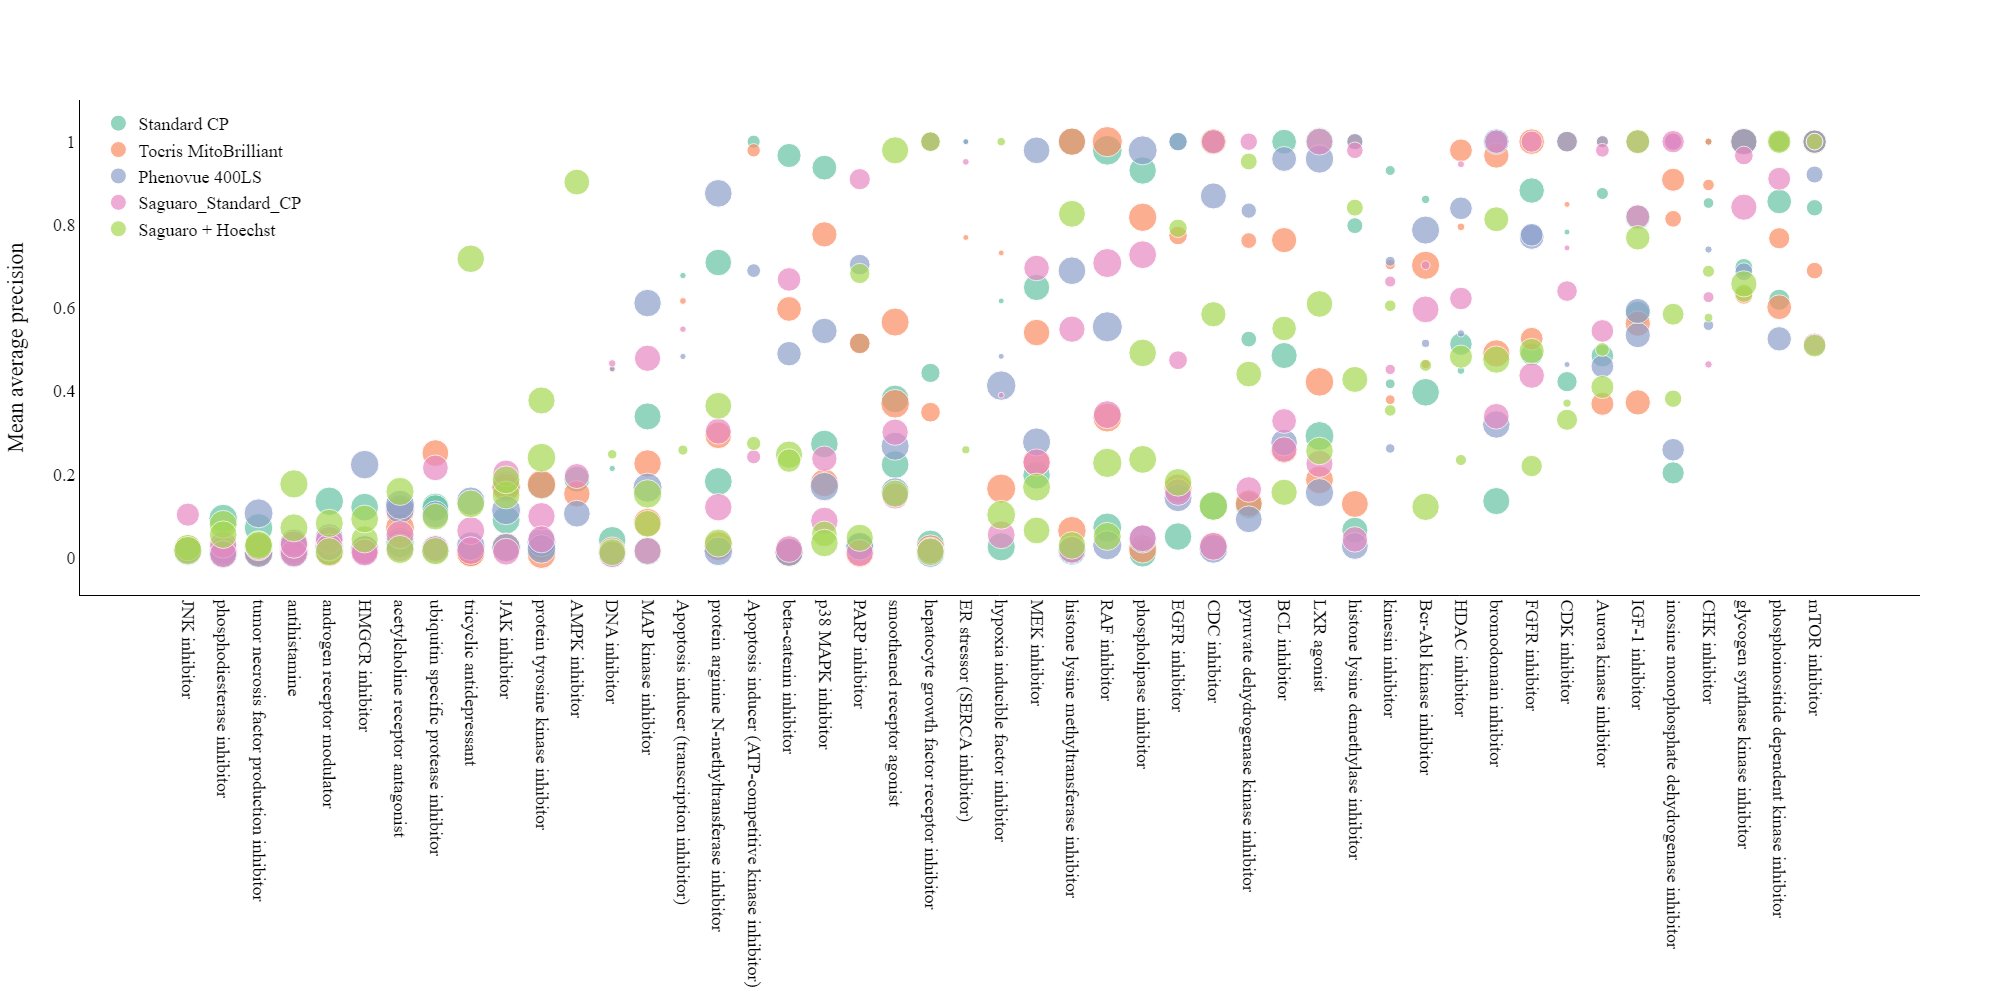 Mean average precision
1
0.8
0.6
0.4
0.2
0
Standard CP
Tocris MitoBrilliant
Phenovue 400LS
Saguaro_Standard_CP
Saguaro + Hoechst
JNK inhibitor
phosphodiesterase inhibitor
tumor necrosis factor production inhibitor
antihistamine
androgen receptor modulator
HMGCR inhibitor
acetylcholine receptor antagonist
ubiquitin specific protease inhibitor
tricyclic antidepressant
JAK inhibitor
protein tyrosine kinase inhibitor
AMPK inhibitor
DNA inhibitor
MAP kinase inhibitor
Apoptosis inducer (transcription inhibitor)
protein arginine N-methyltransferase inhibitor
Apoptosis inducer (ATP-competitive kinase inhibitor)
beta-catenin inhibitor
p38 MAPK inhibitor
PARP inhibitor
smoothened receptor agonist
hepatocyte growth factor receptor inhibitor
ER stressor (SERCA inhibitor)
hypoxia inducible factor inhibitor
MEK inhibitor
histone lysine methyltransferase inhibitor
RAF inhibitor
phospholipase inhibitor
EGFR inhibitor
CDC inhibitor
pyruvate dehydrogenase kinase inhibitor
BCL inhibitor
LXR agonist
histone lysine demethylase inhibitor
kinesin inhibitor
Bcr-Abl kinase inhibitor
HDAC inhibitor
bromodomain inhibitor
FGFR inhibitor
CDK inhibitor
Aurora kinase inhibitor
IGF-1 inhibitor
inosine monophosphate dehydrogenase inhibitor
CHK inhibitor
glycogen synthase kinase inhibitor
phosphoinositide dependent kinase inhibitor
mTOR inhibitor